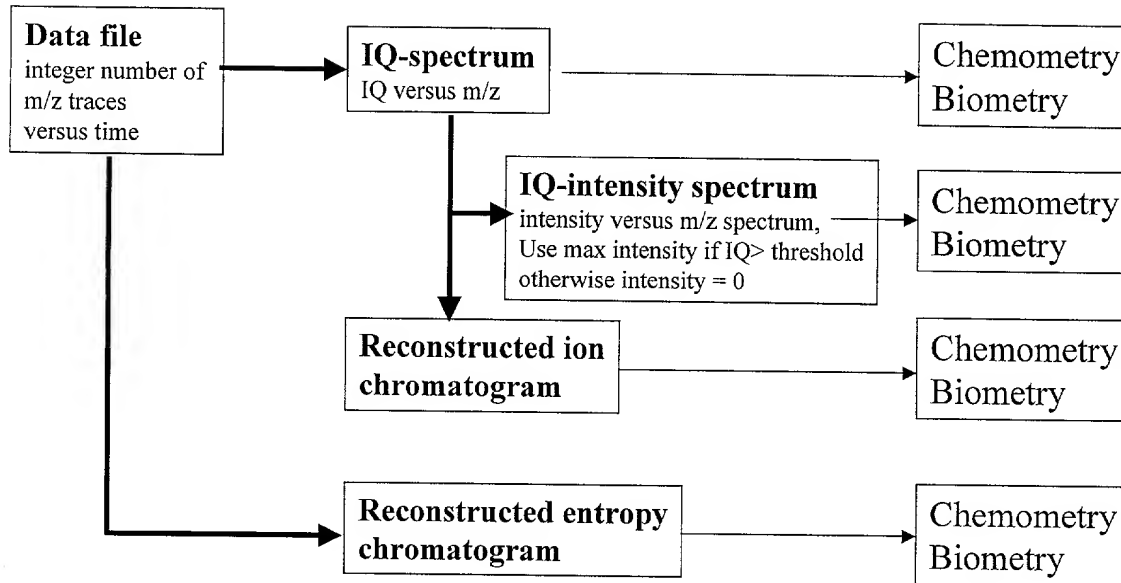 Data file
integer number of
m/z traces
versus time
IQ-spectrum
IQ versus m/z
Chemometry
Biometry
IQ-intensity spectrum
intensity versus m/z spectrum,
Use max intensity if IQ> threshold
otherwise intensity = 0
Chemometry
Biometry
Reconstructed ion
chromatogram
Chemometry
Biometry
Reconstructed entropy
chromatogram
Chemometry
Biometry